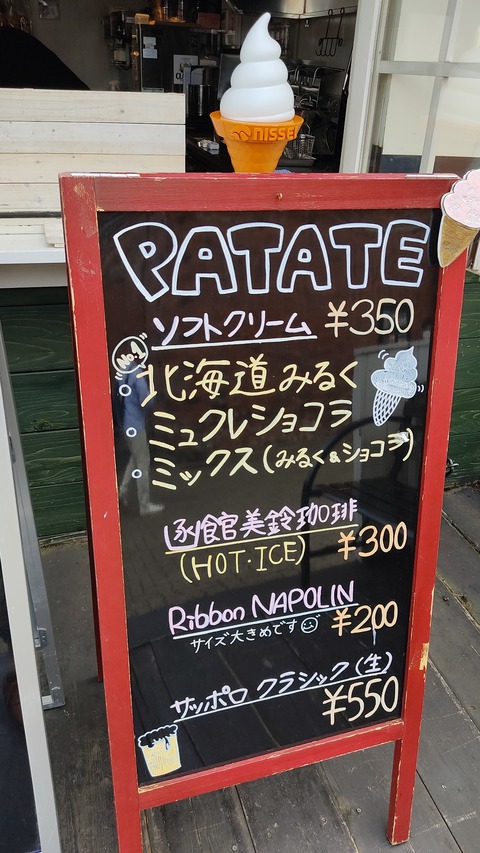 NISSEI
PATATE
ソフトクリーム ¥350
No.1
北海道みるく
ミュクレショコラ
ミックス(みるく&ショコラ)
函館美鈴珈琲
(HOT・ICE) ¥300
Ribbon NAPOLIN
サイズ大きめです ¥200
サッポロ クラシック(生)
¥550